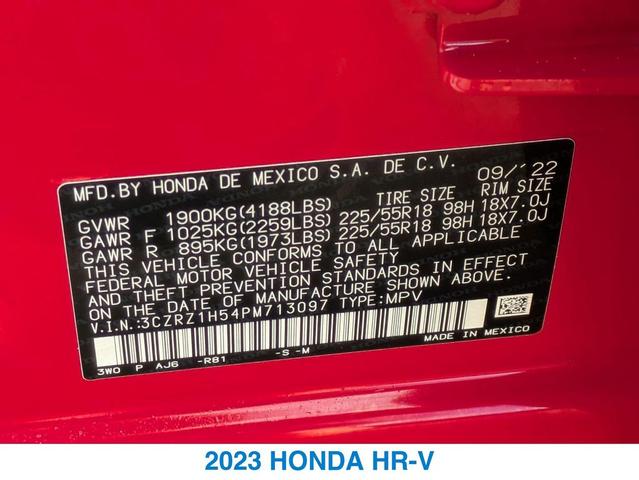 MFD.BY HONDA DE MEXICO S.A. DE C.V. 09/'22
TIRE SIZE RIM SIZE
GVWR 1900KG(4188LBS)
GAWR F 1025KG(2259LBS) 225/55R18 98H 18X7.0J
GAWR R 895KG(1973LBS) 225/55R18 98H 18X7.0J
THIS VEHICLE CONFORMS TO ALL APPLICABLE
FEDERAL MOTOR VEHICLE SAFETY AND
THEFT PREVENTION STANDARDS IN EFFECT
ON THE DATE OF MANUFACTURE SHOWN ABOVE.
V.I.N.:3CZRZ1H54PM713097 TYPE:MPV
3W0 P AJ6 -R81 -S -M MADE IN MEXICO
2023 HONDA HR-V